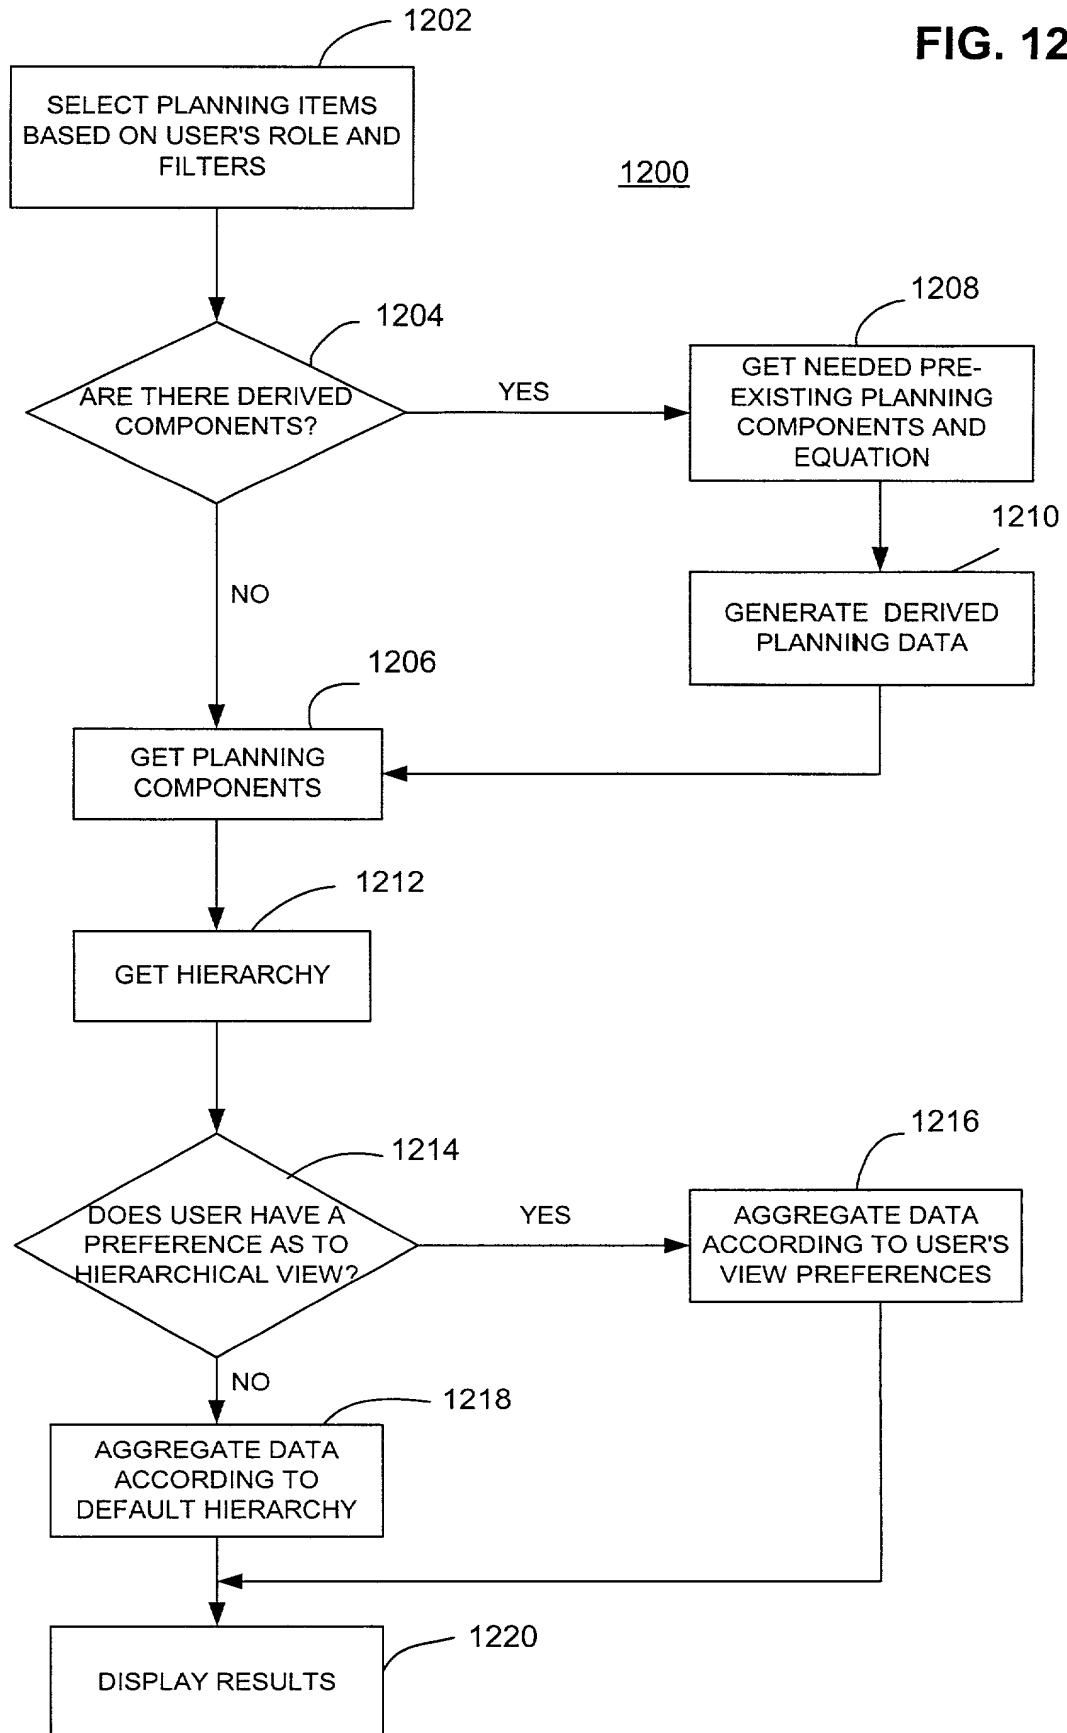 1202
FIG. 12
SELECT PLANNING ITEMS
BASED ON USER'S ROLE AND
FILTERS
1200
1204
ARE THERE DERIVED
COMPONENTS?
YES
1208
GET NEEDED PRE-
EXISTING PLANNING
COMPONENTS AND
EQUATION
1210
GENERATE DERIVED
PLANNING DATA
NO
1206
GET PLANNING
COMPONENTS
1212
GET HIERARCHY
1214
DOES USER HAVE A
PREFERENCE AS TO
HIERARCHICAL VIEW?
YES
1216
AGGREGATE DATA
ACCORDING TO USER'S
VIEW PREFERENCES
NO
1218
AGGREGATE DATA
ACCORDING TO
DEFAULT HIERARCHY
1220
DISPLAY RESULTS